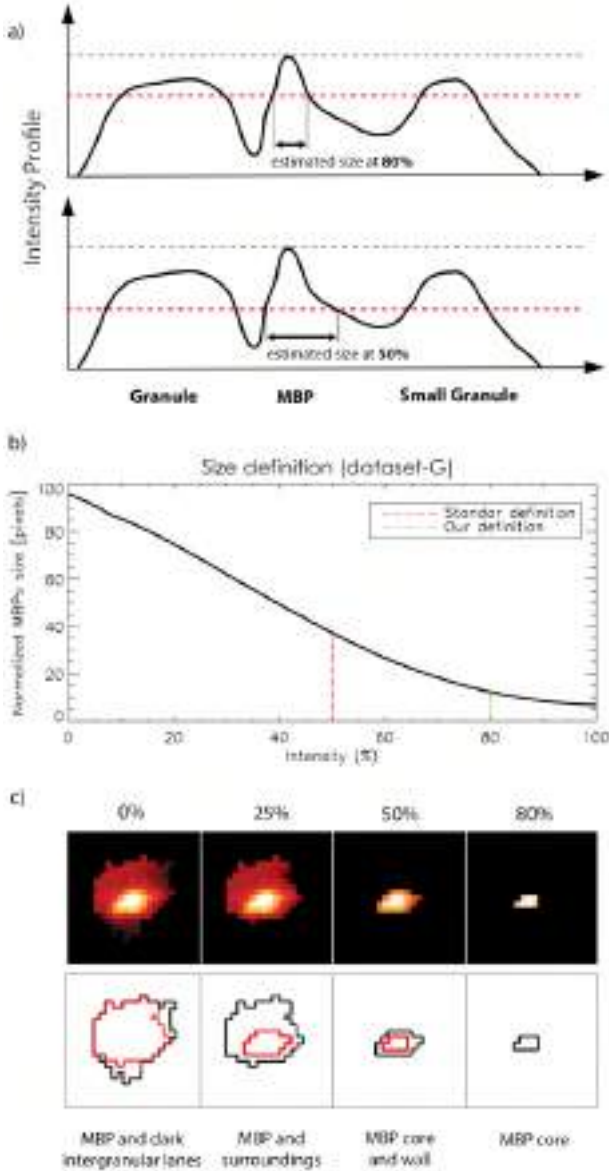 a)
Intensity Profile
estimated size at 80%
estimated size at 50%
Granule MBP Small Granule
b)
Size definition (dataset-G)
Normalized MBPs size [pixels]
100
80
60
40
20
0
Standar definition
Our definition
0 20 40 60 80 100
Intensity (%)
c)
0% 25% 50% 80%
MBP and dark intergranular lanes
MBP and surroundings
MBP core and wall
MBP core